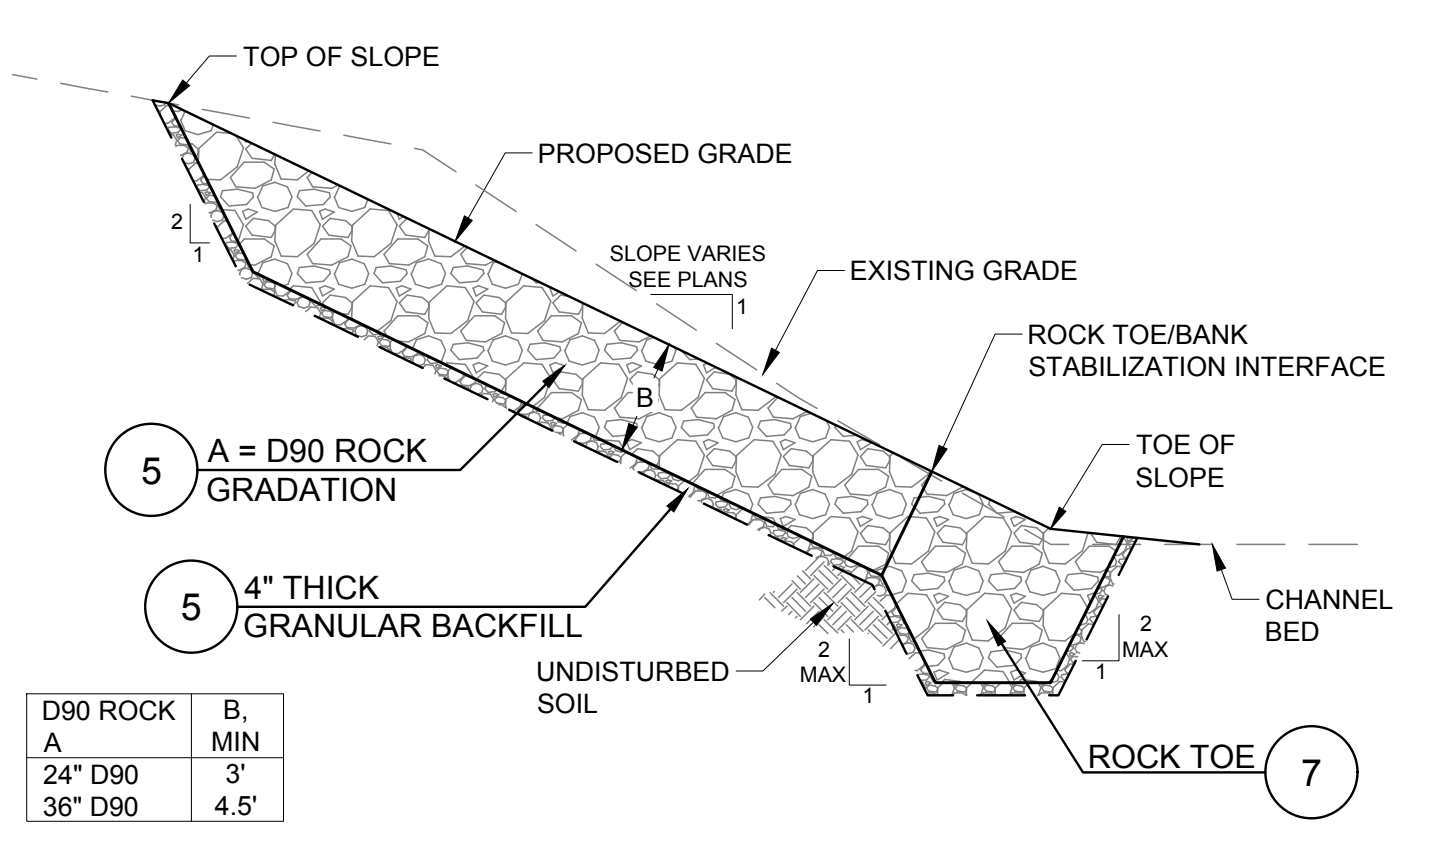 TOP OF SLOPE
PROPOSED GRADE
2
1
SLOPE VARIES
SEE PLANS
1
EXISTING GRADE
ROCK TOE/BANK
STABILIZATION INTERFACE
B
5
A = D90 ROCK
GRADATION
TOE OF
SLOPE
5
4" THICK
GRANULAR BACKFILL
CHANNEL
BED
UNDISTURBED
SOIL
2
MAX
1
2
MAX
1
D90 ROCK
A
B,
MIN
24" D90 3'
36" D90 4.5'
ROCK TOE
7